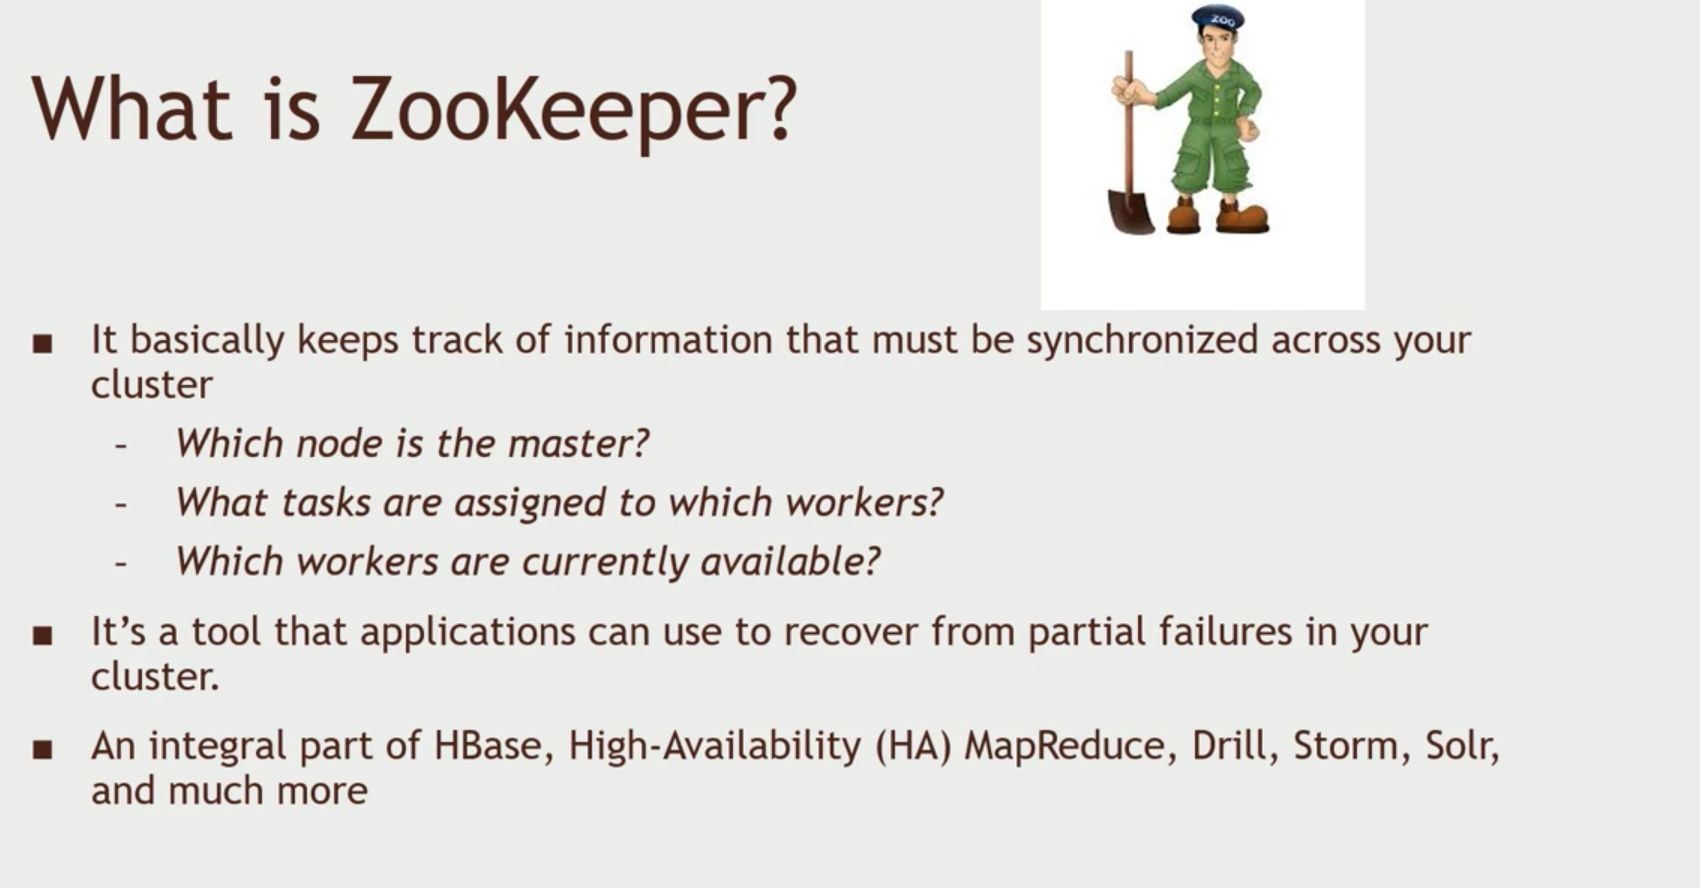 ZOO
What is ZooKeeper?
■ It basically keeps track of information that must be synchronized across your
cluster
– Which node is the master?
– What tasks are assigned to which workers?
– Which workers are currently available?
■ It’s a tool that applications can use to recover from partial failures in your
cluster.
■ An integral part of HBase, High-Availability (HA) MapReduce, Drill, Storm, Solr,
and much more